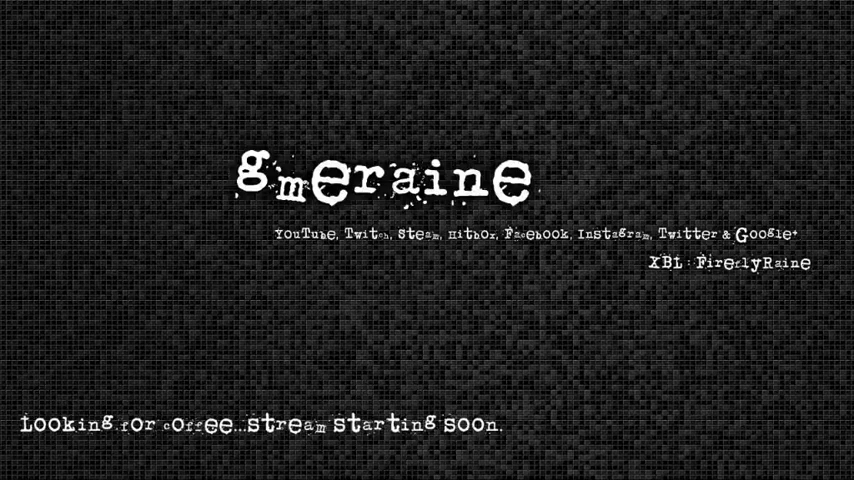 gmeraine
YouTube, Twitch, Steam, Hitbox, Facebook, Instagram, Twitter & Google+
XBL : FireflyRaine
Looking for coffee...stream starting soon.